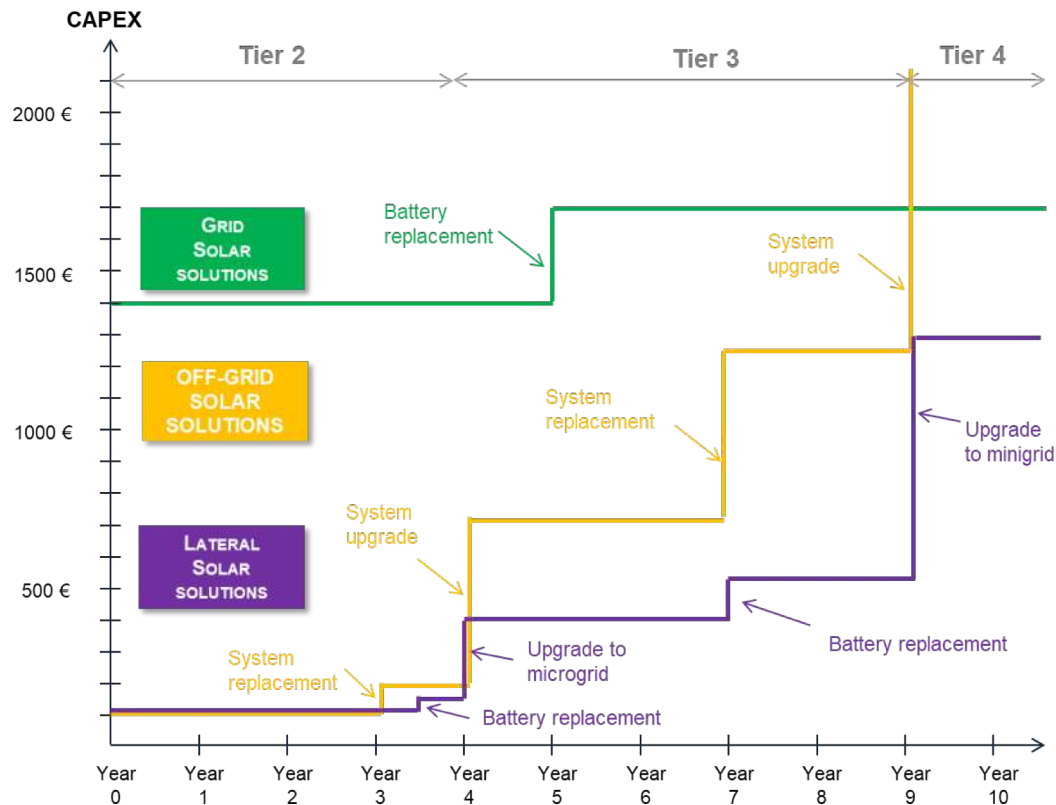 CAPEX
Tier 2
Tier 3
Tier 4
2000 €
1500 €
1000 €
500 €
GRID
SOLAR
SOLUTIONS
Battery
replacement
System
upgrade
OFF-GRID
SOLAR
SOLUTIONS
System
replacement
Upgrade
to minigrid
System
upgrade
LATERAL
SOLAR
SOLUTIONS
Battery replacement
System
replacement
Upgrade to
microgrid
Battery replacement
Year
0
Year
1
Year
2
Year
3
Year
4
Year
5
Year
6
Year
7
Year
8
Year
9
Year
10